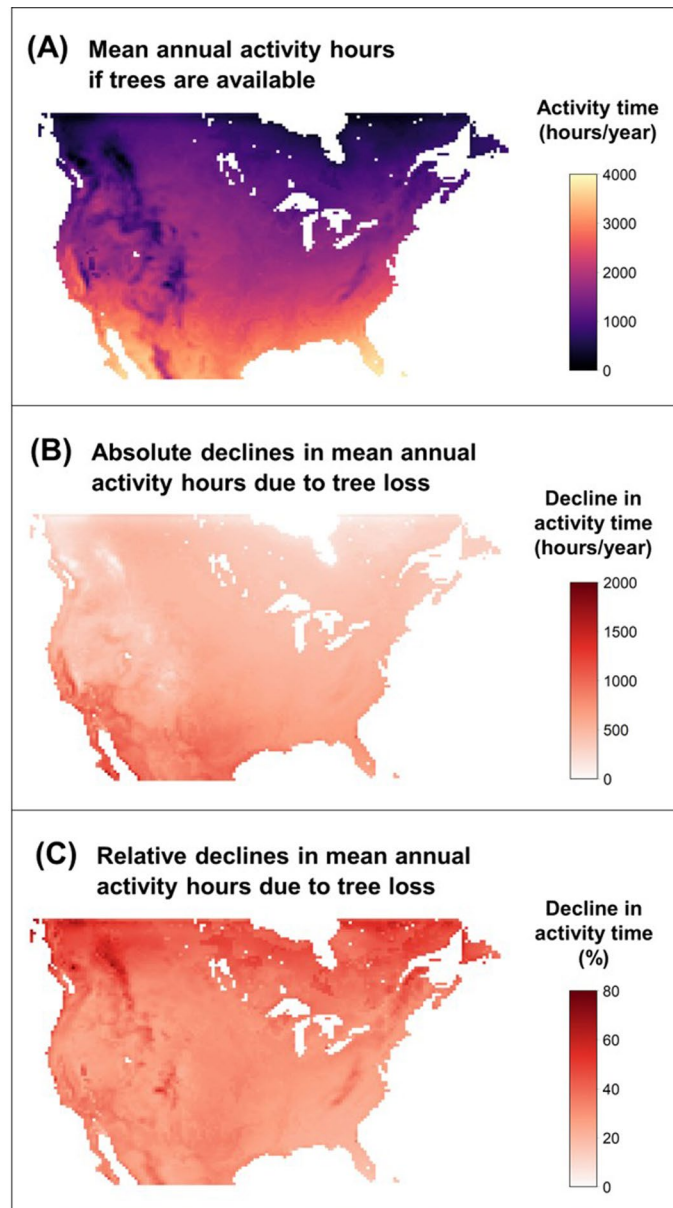 (A) Mean annual activity hours
if trees are available
Activity time
(hours/year)
4000
3000
2000
1000
0
(B) Absolute declines in mean annual
activity hours due to tree loss
Decline in
activity time
(hours/year)
2000
1500
1000
500
0
(C) Relative declines in mean annual
activity hours due to tree loss
Decline in
activity time
(%)
80
60
40
20
0